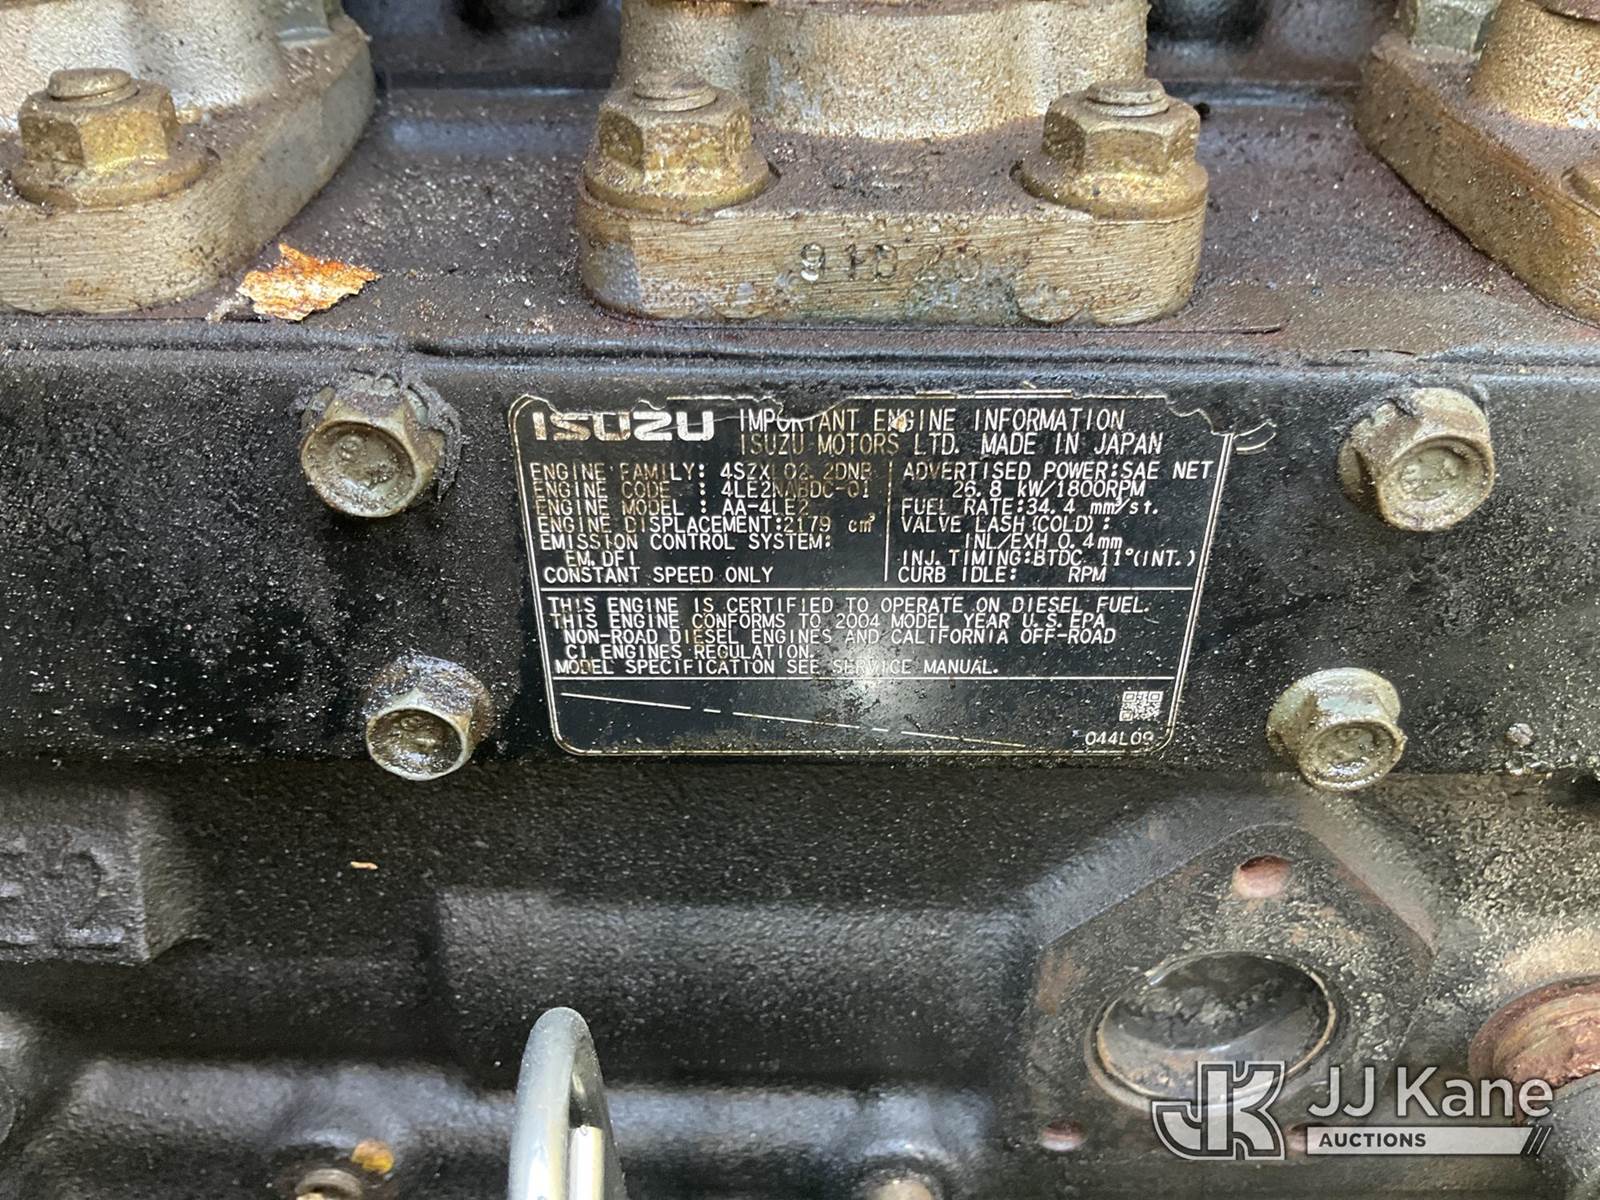 91D20
ISUZU IMPORTANT ENGINE INFORMATION
ISUZU MOTORS LTD. MADE IN JAPAN
ENGINE FAMILY: 4SZXL02.2DNB
ENGINE CODE : 4LE2NABDC-01
ENGINE MODEL : AA-4LE2
ENGINE DISPLACEMENT:2179 cm³
EMISSION CONTROL SYSTEM:
EM,DFI
CONSTANT SPEED ONLY
ADVERTISED POWER:SAE NET
26.8 kW/1800RPM
FUEL RATE:34.4 mm³/st.
VALVE LASH(COLD):
INL/EXH 0.4mm
INJ.TIMING:BTDC 11°(INT.)
CURB IDLE: RPM
THIS ENGINE IS CERTIFIED TO OPERATE ON DIESEL FUEL.
THIS ENGINE CONFORMS TO 2004 MODEL YEAR U.S.EPA
NON-ROAD DIESEL ENGINES AND CALIFORNIA OFF-ROAD
CI ENGINES REGULATION.
MODEL SPECIFICATION SEE SERVICE MANUAL.
044L09
JK JJ Kane
AUCTIONS